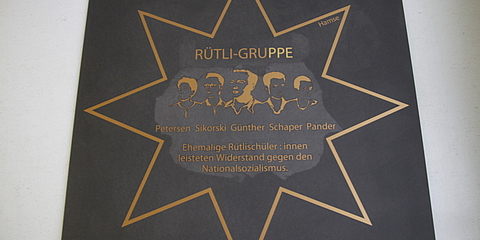 Hamse
RÜTLI-GRUPPE
Petersen Sikorski Günther Schaper Pander
Ehemalige Rütlischüler : innen
leisteten Widerstand gegen den
Nationalsozialismus.